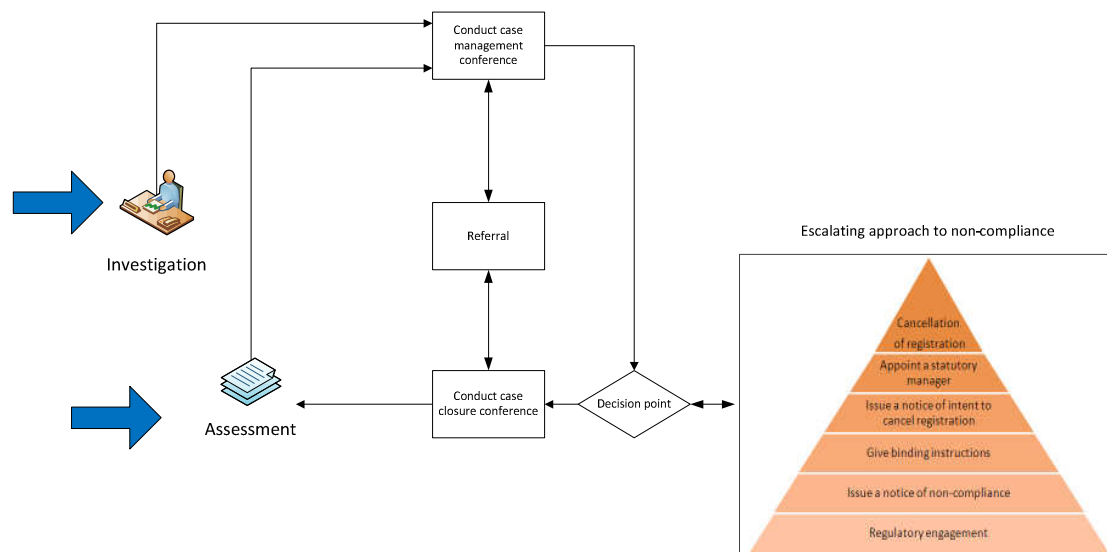 Conduct case
management
conference
Investigation
Referral
Escalating approach to non-compliance
Assessment
Conduct case
closure conference
Decision point
Cancellation
of registration
Appoint a statutory
manager
Issue a notice of intent to
cancel registration
Give binding instructions
Issue a notice of non-compliance
Regulatory engagement